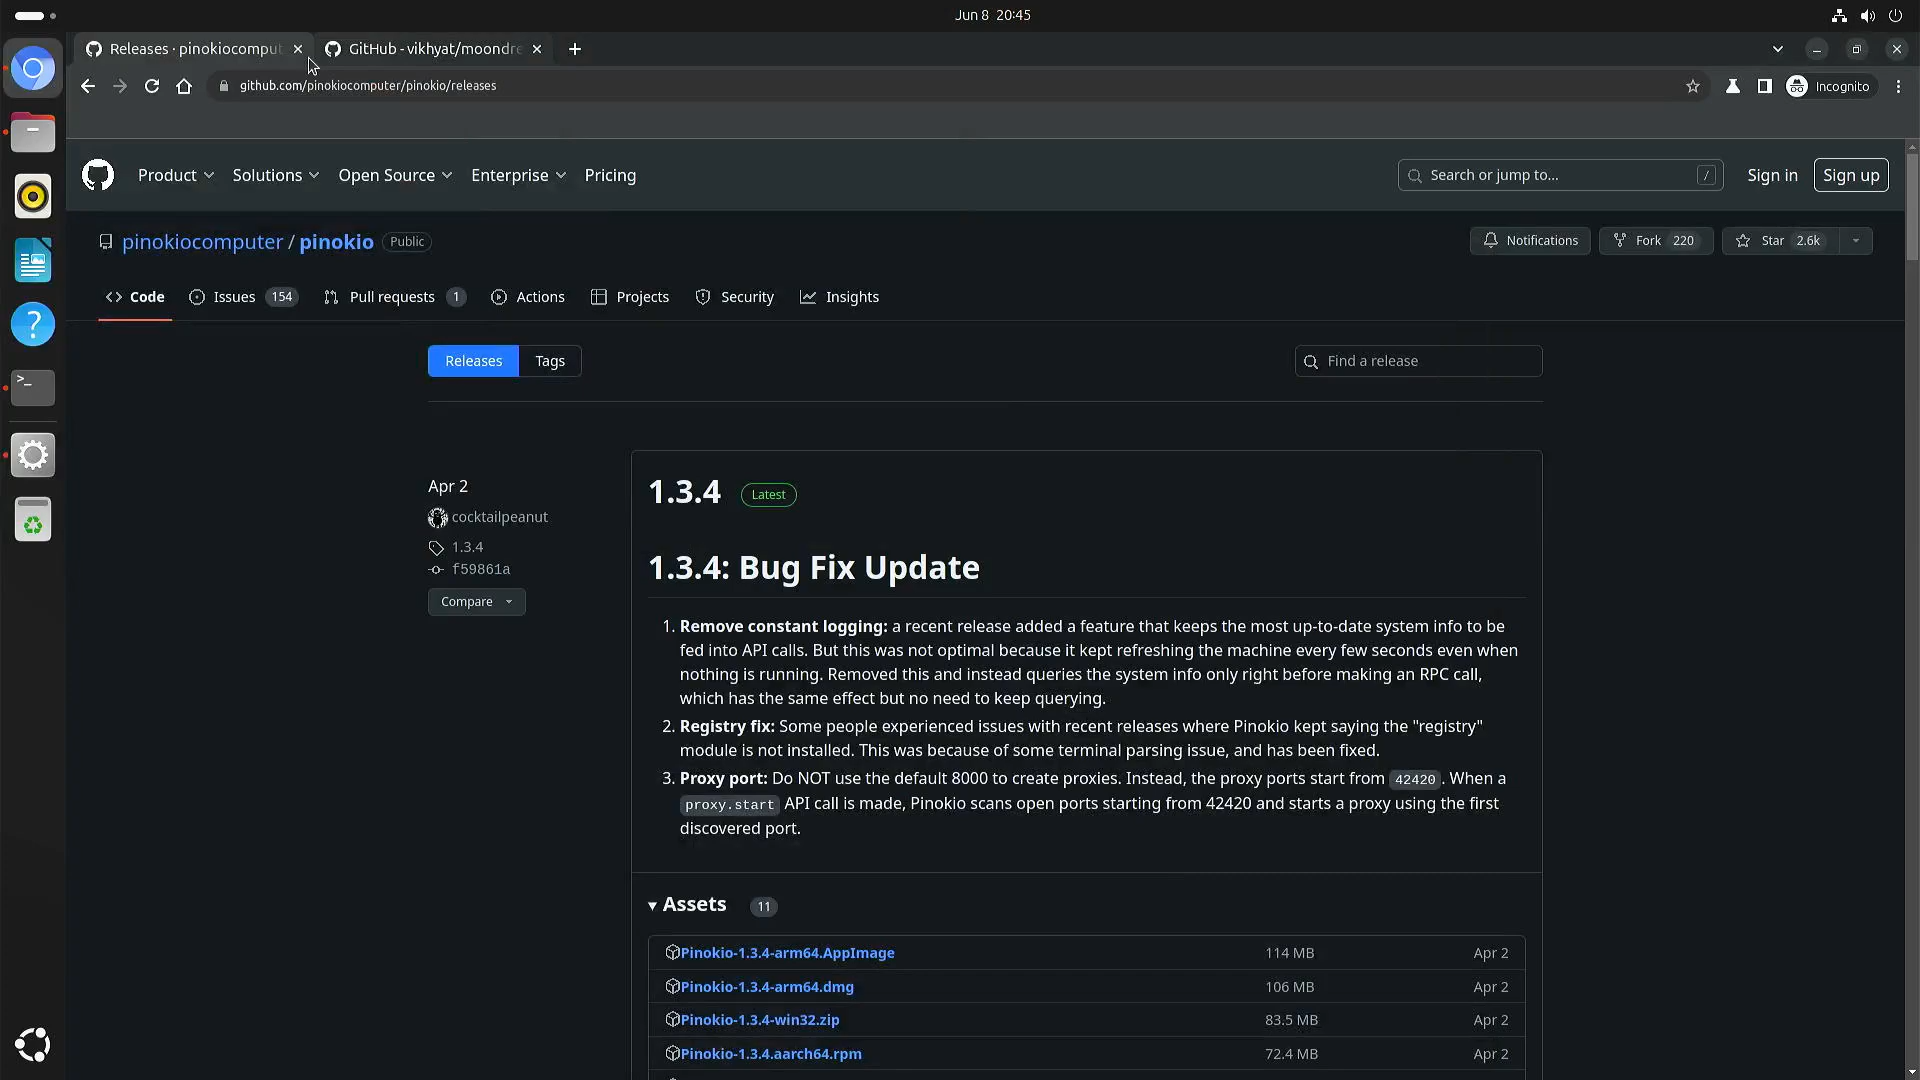 Jun 8 20:45
Releases · pinokiocomput
GitHub - vikhyat/moondre
github.com/pinokiocomputer/pinokio/releases
Incognito
Product
Solutions
Open Source
Enterprise
Pricing
Search or jump to...
/
Sign in
Sign up
pinokiocomputer / pinokio
Public
Notifications
Fork 220
Star 2.6k
Code
Issues 154
Pull requests 1
Actions
Projects
Security
Insights
Releases
Tags
Find a release
Apr 2
cocktailpeanut
1.3.4
f59861a
Compare
1.3.4
Latest
1.3.4: Bug Fix Update
1. Remove constant logging: a recent release added a feature that keeps the most up-to-date system info to be
fed into API calls. But this was not optimal because it kept refreshing the machine every few seconds even when
nothing is running. Removed this and instead queries the system info only right before making an RPC call,
which has the same effect but no need to keep querying.
2. Registry fix: Some people experienced issues with recent releases where Pinokio kept saying the "registry"
module is not installed. This was because of some terminal parsing issue, and has been fixed.
3. Proxy port: Do NOT use the default 8000 to create proxies. Instead, the proxy ports start from 42420. When a
proxy.start API call is made, Pinokio scans open ports starting from 42420 and starts a proxy using the first
discovered port.
Assets 11
Pinokio-1.3.4-arm64.AppImage 114 MB Apr 2
Pinokio-1.3.4-arm64.dmg 106 MB Apr 2
Pinokio-1.3.4-win32.zip 83.5 MB Apr 2
Pinokio-1.3.4.aarch64.rpm 72.4 MB Apr 2